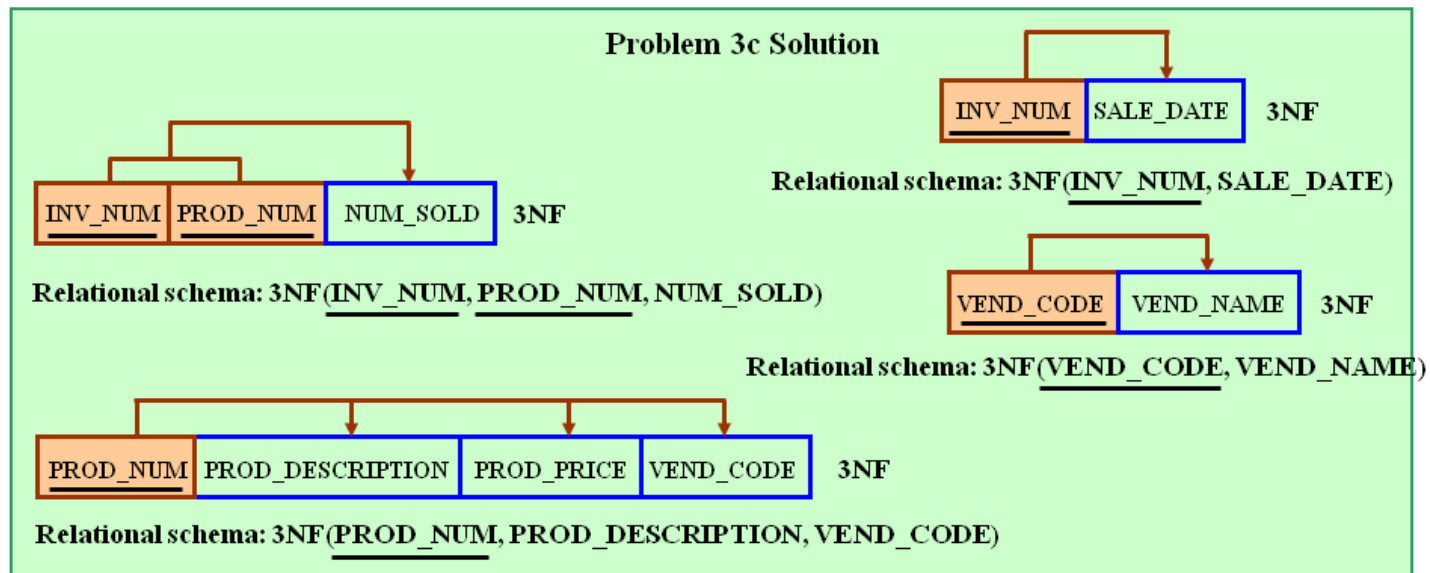 Problem 3c Solution
INV_NUM SALE_DATE 3NF
Relational schema: 3NF(INV_NUM, SALE_DATE)
INV_NUM PROD_NUM NUM_SOLD 3NF
Relational schema: 3NF(INV_NUM, PROD_NUM, NUM_SOLD)
VEND_CODE VEND_NAME 3NF
Relational schema: 3NF(VEND_CODE, VEND_NAME)
PROD_NUM PROD_DESCRIPTION PROD_PRICE VEND_CODE 3NF
Relational schema: 3NF(PROD_NUM, PROD_DESCRIPTION, VEND_CODE)